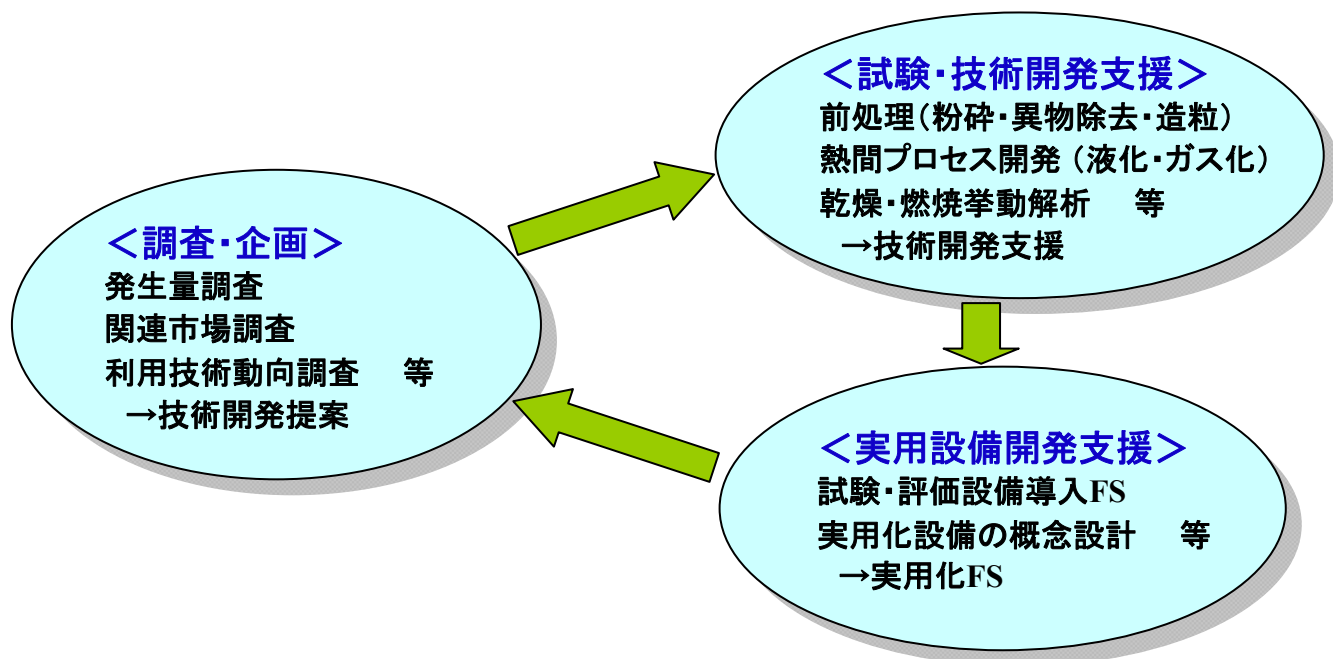 ＜調査・企画＞
発生量調査
関連市場調査
利用技術動向調査　等
→技術開発提案
＜試験・技術開発支援＞
前処理（粉砕・異物除去・造粒）
熱間プロセス開発（液化・ガス化）
乾燥・燃焼挙動解析　等
→技術開発支援
＜実用設備開発支援＞
試験・評価設備導入FS
実用化設備の概念設計　等
→実用化FS